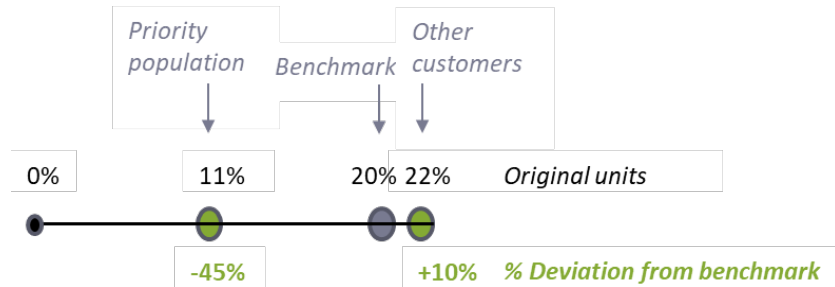 Priority
population
Benchmark
Other
customers
0%
11%
20%
22%
Original units
-45%
+10%
% Deviation from benchmark